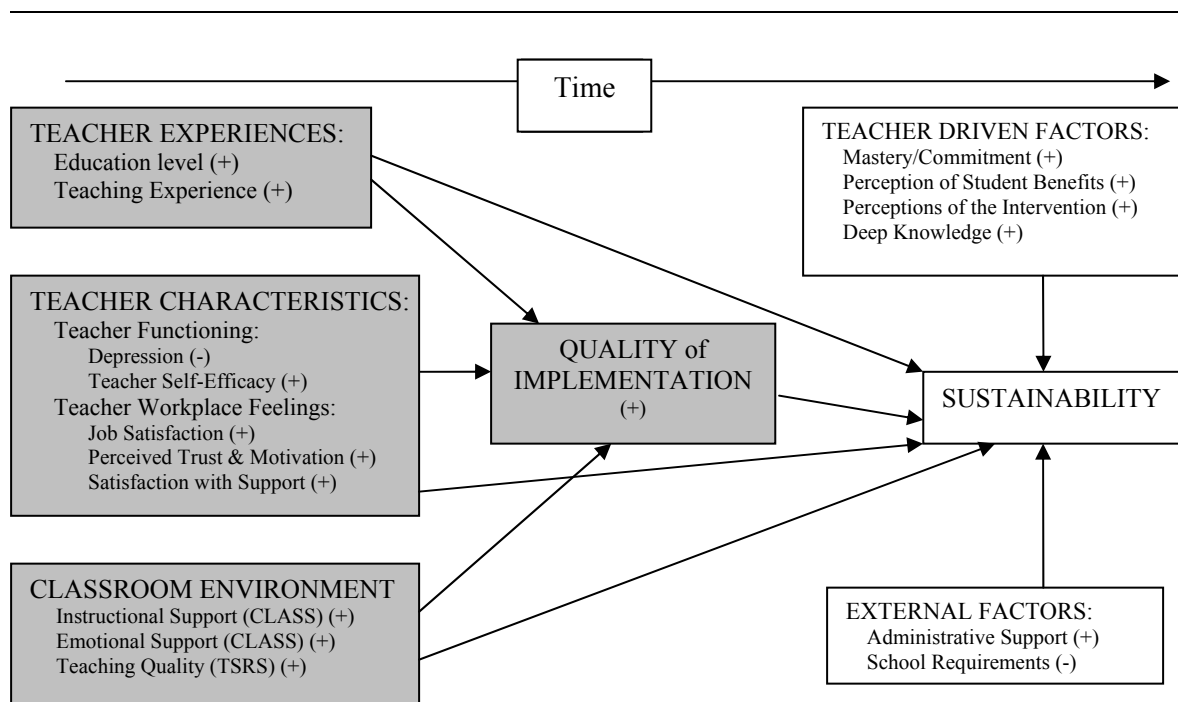 Time
TEACHER EXPERIENCES:
Education level (+)
Teaching Experience (+)
TEACHER CHARACTERISTICS:
Teacher Functioning:
Depression (-)
Teacher Self-Efficacy (+)
Teacher Workplace Feelings:
Job Satisfaction (+)
Perceived Trust & Motivation (+)
Satisfaction with Support (+)
CLASSROOM ENVIRONMENT
Instructional Support (CLASS) (+)
Emotional Support (CLASS) (+)
Teaching Quality (TSRS) (+)
QUALITY of
IMPLEMENTATION
(+)
TEACHER DRIVEN FACTORS:
Mastery/Commitment (+)
Perception of Student Benefits (+)
Perceptions of the Intervention (+)
Deep Knowledge (+)
SUSTAINABILITY
EXTERNAL FACTORS:
Administrative Support (+)
School Requirements (-)